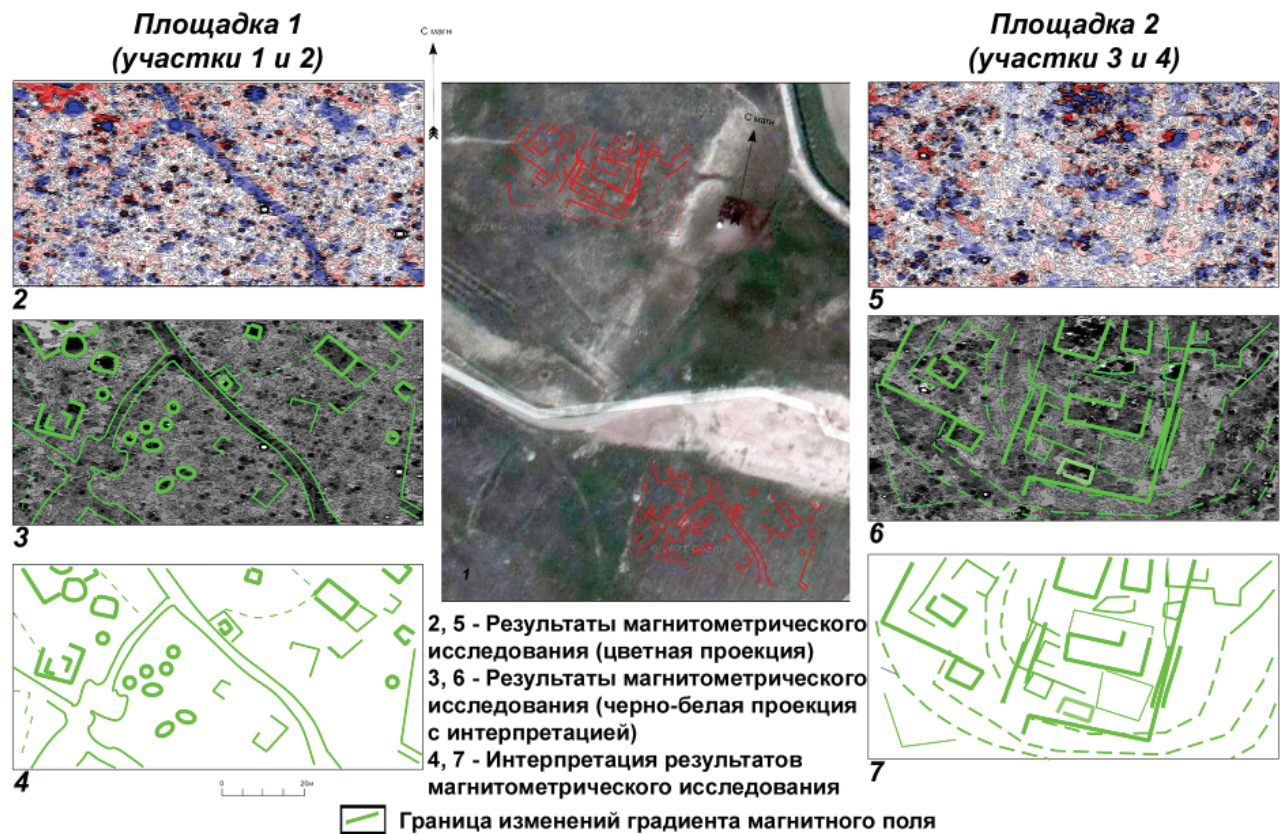 Площадка 1
(участки 1 и 2)
С магн
Площадка 2
(участки 3 и 4)
С магн
2
3
4
1
5
6
7
2, 5 - Результаты магнитометрического
исследования (цветная проекция)
3, 6 - Результаты магнитометрического
исследования (черно-белая проекция
с интерпретацией)
4, 7 - Интерпретация результатов
магнитометрического исследования
0 20м
Граница изменений градиента магнитного поля